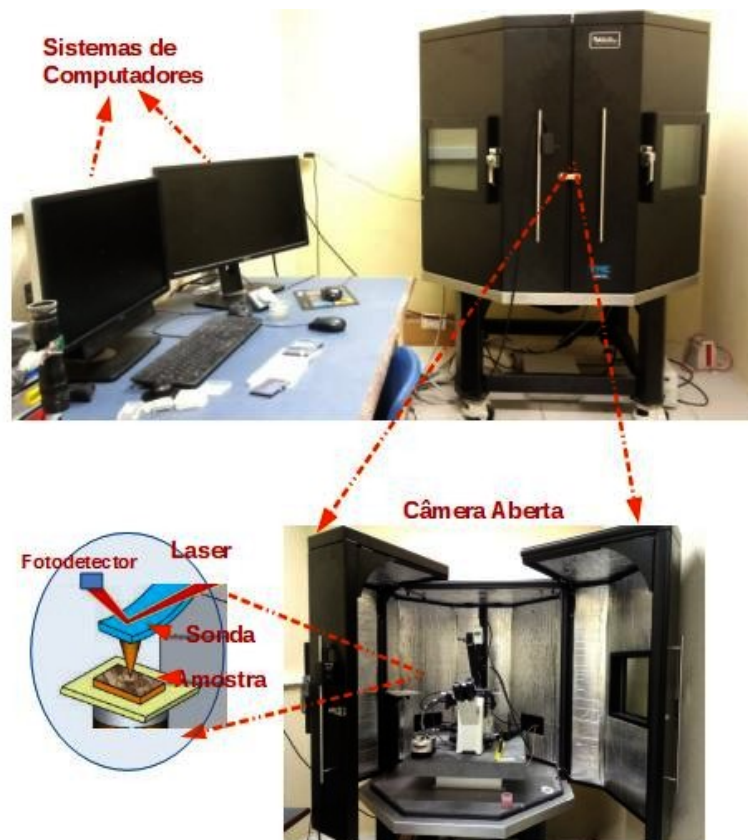 Sistemas de
Computadores
Câmera Aberta
Laser
Fotodetector
Sonda
Amostra